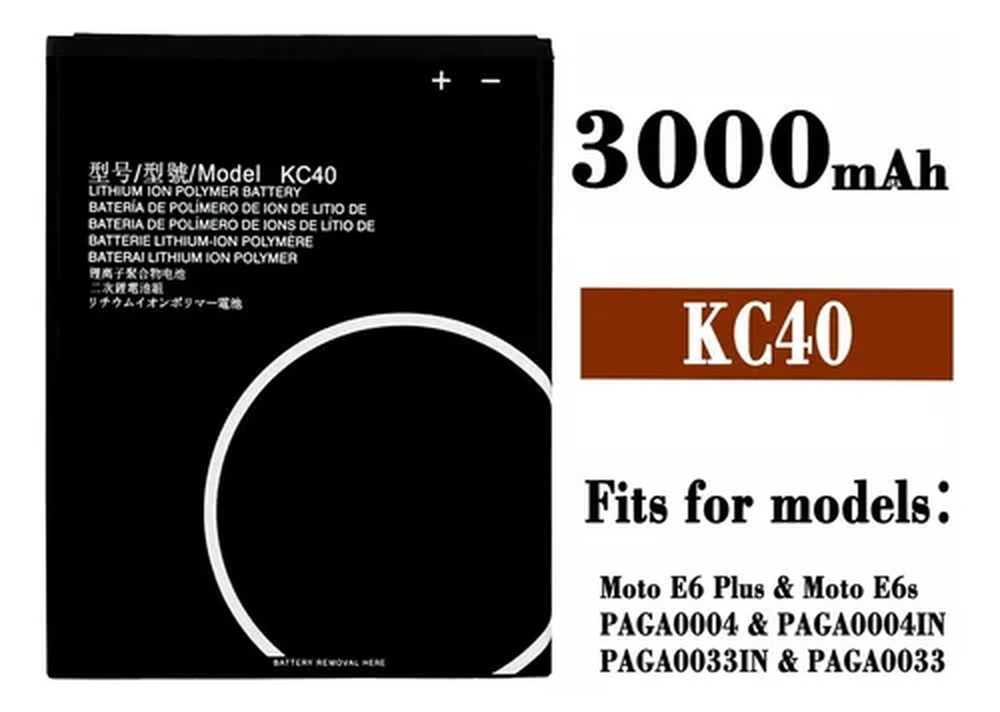 + −
型号/型號/Model KC40
LITHIUM ION POLYMER BATTERY
BATERÍA DE POLÍMERO DE ION DE LITIO DE
BATERIA DE POLÍMERO DE IONS DE LÍTIO DE
BATTERIE LITHIUM-ION POLYMÈRE
BATERAI LITHIUM ION POLYMER
锂离子聚合物电池
二次鋰電池組
リチウムイオンポリマー電池
BATTERY REMOVAL HERE
3000mAh
KC40
Fits for models:
Moto E6 Plus & Moto E6s
PAGA0004 & PAGA0004IN
PAGA0033IN & PAGA0033